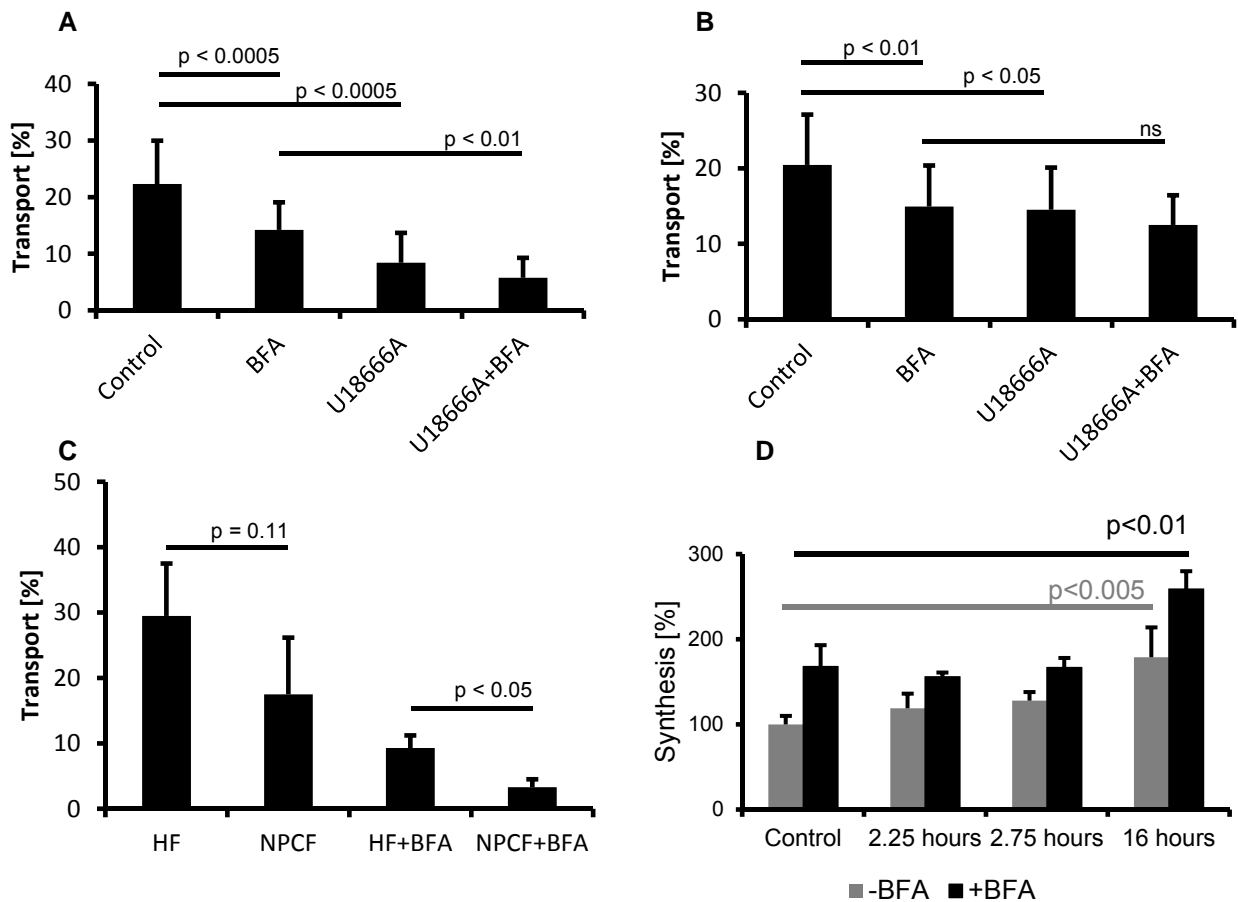 A
p < 0.0005
p < 0.0005
p < 0.01
Transport [%]
40
30
20
10
0
Control
BFA
U18666A
U18666A+BFA
B
p < 0.01
p < 0.05
ns
Transport [%]
30
20
10
0
Control
BFA
U18666A
U18666A+BFA
C
p = 0.11
p < 0.05
Transport [%]
50
40
30
20
10
0
HF
NPCF
HF+BFA
NPCF+BFA
D
p<0.01
p<0.005
Synthesis [%]
300
200
100
0
Control
2.25 hours
2.75 hours
16 hours
-BFA
+BFA